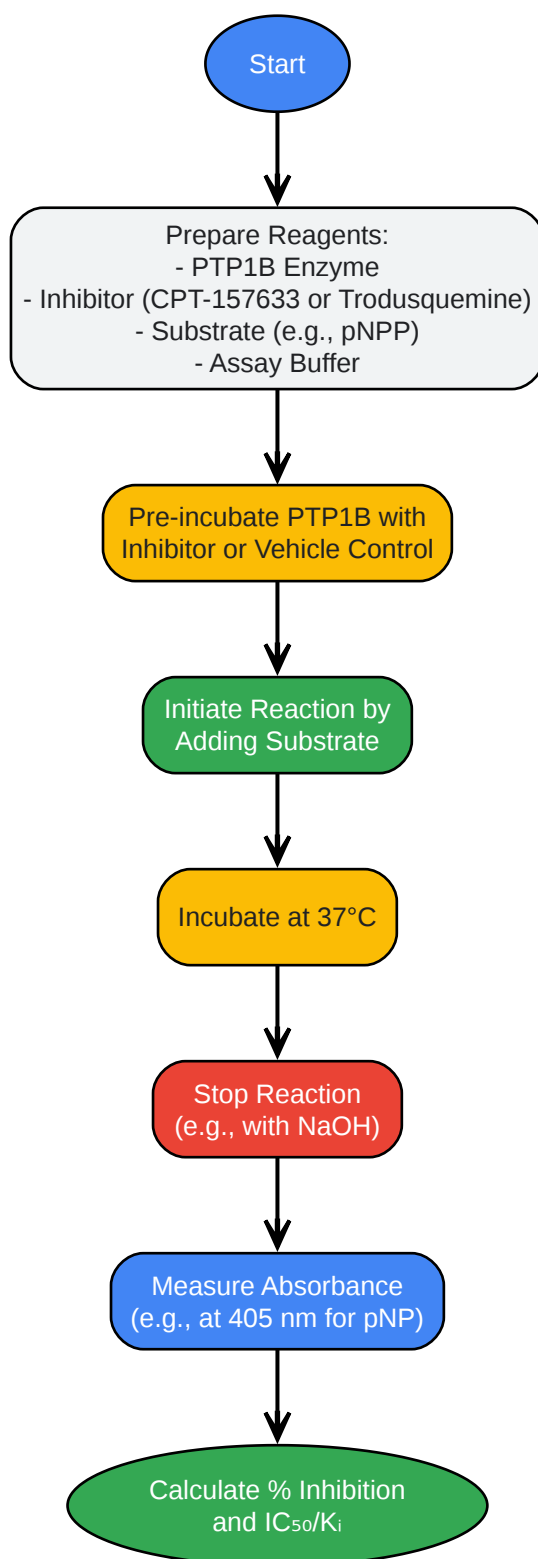 Start
Prepare Reagents:
- PTP1B Enzyme
- Inhibitor (CPT-157633 or Trodusquemine)
- Substrate (e.g., pNPP)
- Assay Buffer
Pre-incubate PTP1B with
Inhibitor or Vehicle Control
Initiate Reaction by
Adding Substrate
Incubate at 37°C
Stop Reaction
(e.g., with NaOH)
Measure Absorbance
(e.g., at 405 nm for pNP)
Calculate % Inhibition
and IC₅₀/Kᵢ